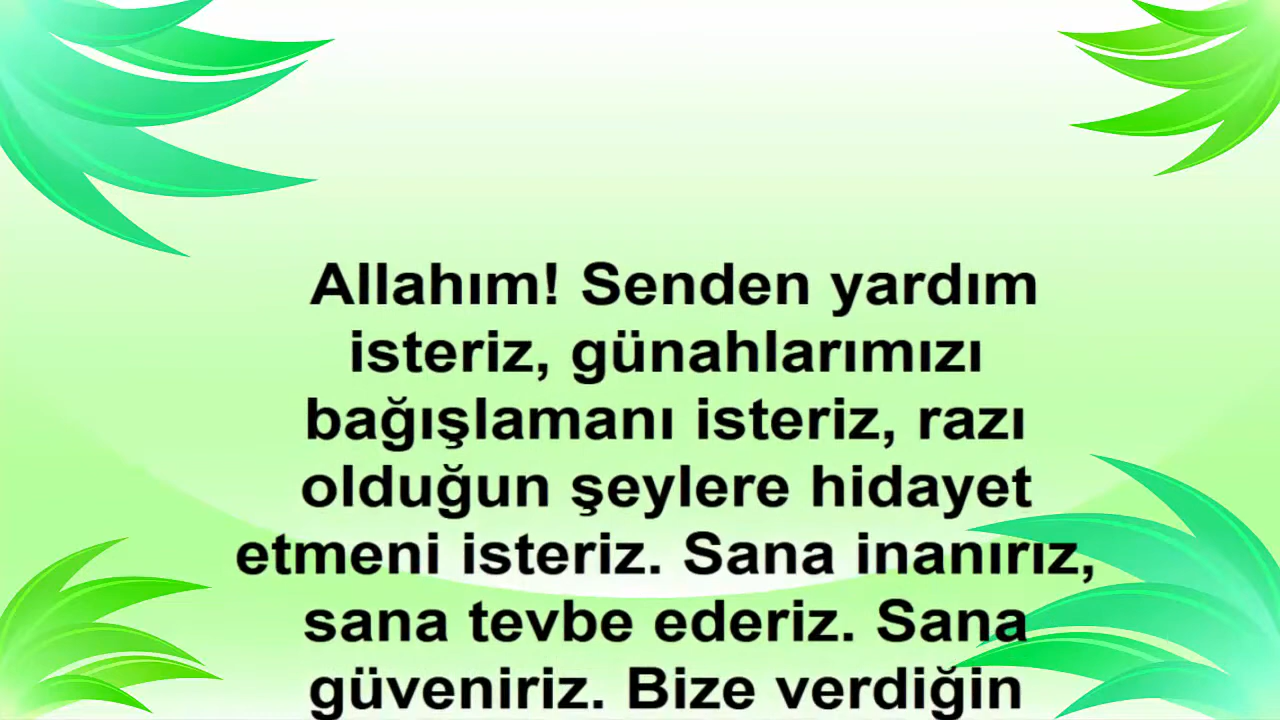 Allahım! Senden yardım
isteriz, günahlarımızı
bağışlamanı isteriz, razı
olduğun şeylere hidayet
etmeni isteriz. Sana inanırız,
sana tevbe ederiz. Sana
güveniriz. Bize verdiğin